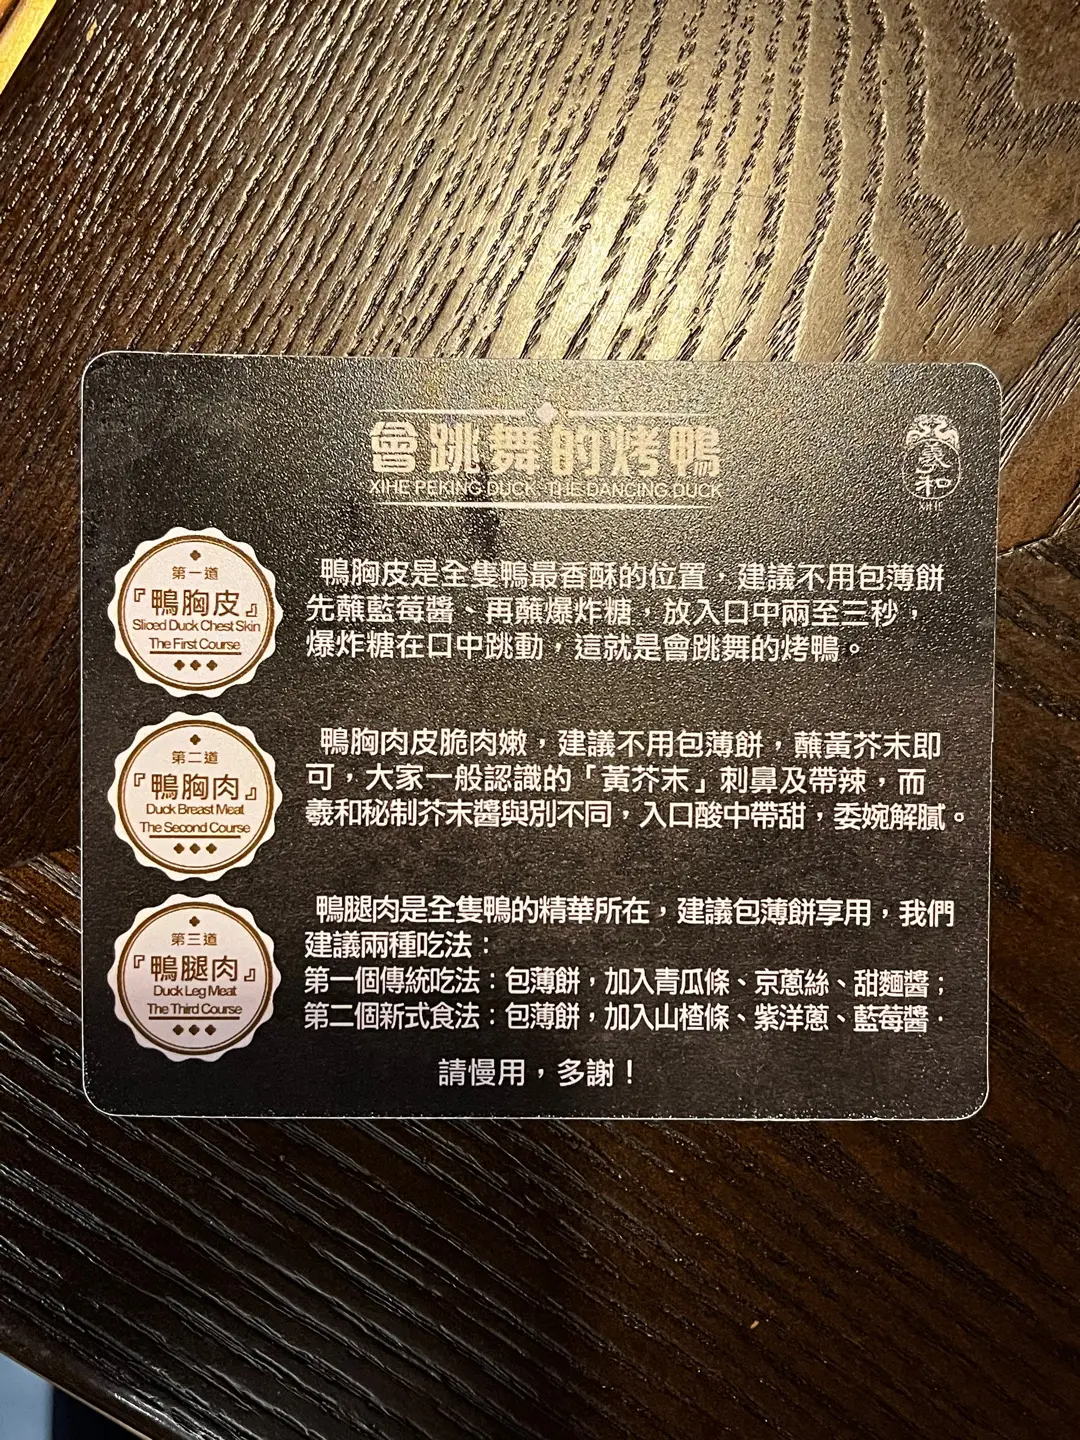 會跳舞的烤鴨
XIHE PEKING DUCK-THE DANCING DUCK
羲和
XIHE
第一道
『鴨胸皮』
Sliced Duck Chest Skin
The First Course
鴨胸皮是全隻鴨最香酥的位置，建議不用包薄餅
先蘸藍莓醬、再蘸爆炸糖，放入口中兩至三秒，
爆炸糖在口中跳動，這就是會跳舞的烤鴨。
第二道
『鴨胸肉』
Duck Breast Meat
The Second Course
鴨胸肉皮脆肉嫩，建議不用包薄餅，蘸黃芥末即
可，大家一般認識的「黃芥末」刺鼻及帶辣，而
羲和秘制芥末醬與別不同，入口酸中帶甜，委婉解膩。
第三道
『鴨腿肉』
Duck Leg Meat
The Third Course
鴨腿肉是全隻鴨的精華所在，建議包薄餅享用，我們
建議兩種吃法：
第一個傳統吃法：包薄餅，加入青瓜條、京蔥絲、甜麵醬；
第二個新式食法：包薄餅，加入山楂條、紫洋蔥、藍莓醬．
請慢用，多謝！